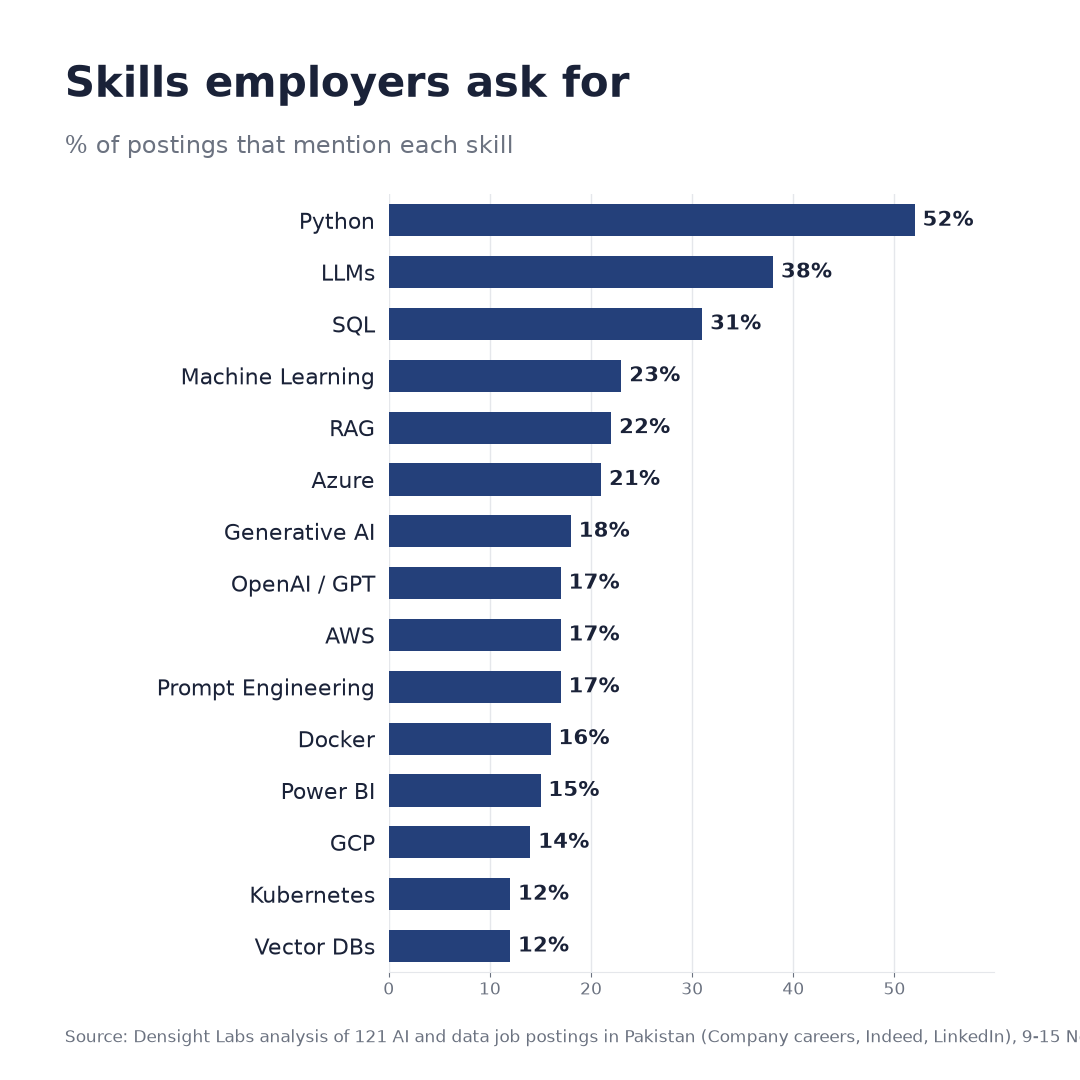 Skills employers ask for
% of postings that mention each skill
Python 52%
LLMs 38%
SQL 31%
Machine Learning 23%
RAG 22%
Azure 21%
Generative AI 18%
OpenAI / GPT 17%
AWS 17%
Prompt Engineering 17%
Docker 16%
Power BI 15%
GCP 14%
Kubernetes 12%
Vector DBs 12%
0 10 20 30 40 50
Source: Densight Labs analysis of 121 AI and data job postings in Pakistan (Company careers, Indeed, LinkedIn), 9-15